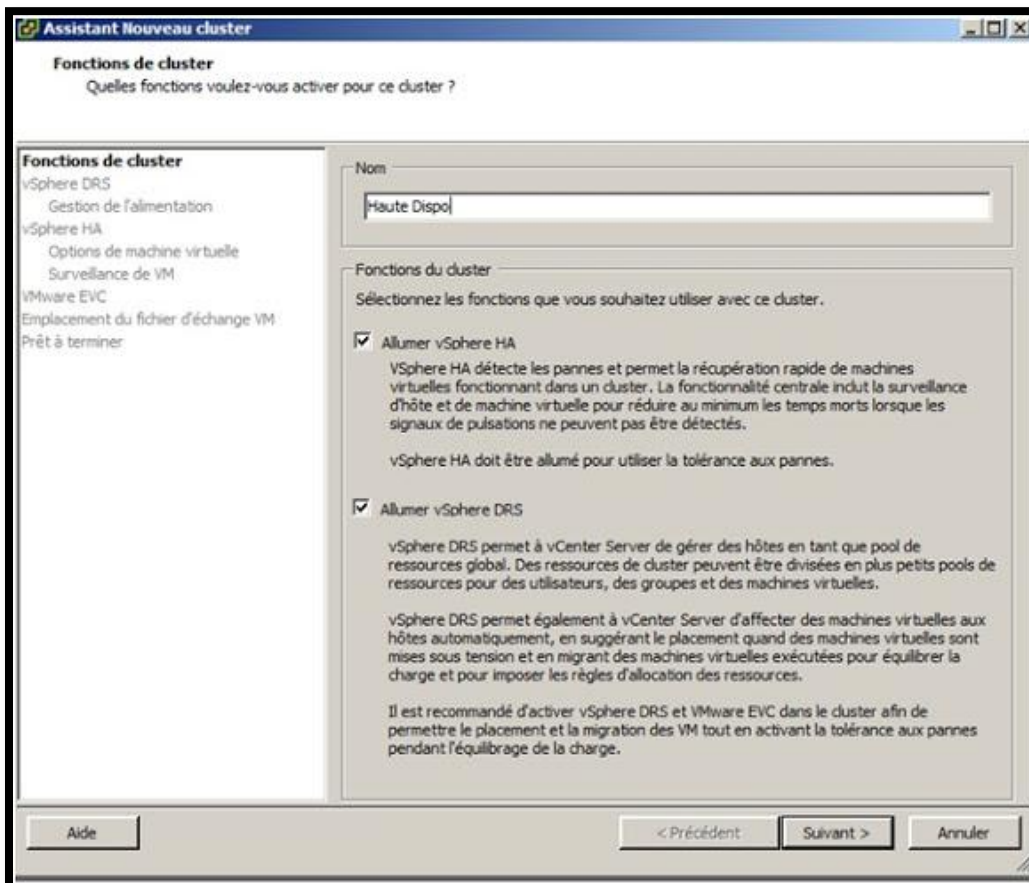 Assistant Nouveau cluster
Fonctions de cluster
Quelles fonctions voulez-vous activer pour ce cluster ?
Fonctions de cluster
vSphere DRS
Gestion de l'alimentation
vSphere HA
Options de machine virtuelle
Surveillance de VM
VMware EVC
Emplacement du fichier d'échange VM
Prêt à terminer
Nom
Haute Dispo
Fonctions du cluster
Sélectionnez les fonctions que vous souhaitez utiliser avec ce cluster.
Allumer vSphere HA
VSphere HA détecte les pannes et permet la récupération rapide de machines
virtuelles fonctionnant dans un cluster. La fonctionnalité centrale inclut la surveillance
d'hôte et de machine virtuelle pour réduire au minimum les temps morts lorsque les
signaux de pulsations ne peuvent pas être détectés.
vSphere HA doit être allumé pour utiliser la tolérance aux pannes.
Allumer vSphere DRS
vSphere DRS permet à vCenter Server de gérer des hôtes en tant que pool de
ressources global. Des ressources de cluster peuvent être divisées en plus petits pools de
ressources pour des utilisateurs, des groupes et des machines virtuelles.
vSphere DRS permet également à vCenter Server d'affecter des machines virtuelles aux
hôtes automatiquement, en suggérant le placement quand des machines virtuelles sont
mises sous tension et en migrant des machines virtuelles exécutées pour équilibrer la
charge et pour imposer les règles d'allocation des ressources.
Il est recommandé d'activer vSphere DRS et VMware EVC dans le cluster afin de
permettre le placement et la migration des VM tout en activant la tolérance aux pannes
pendant l'équilibrage de la charge.
Aide
< Précédent
Suivant >
Annuler